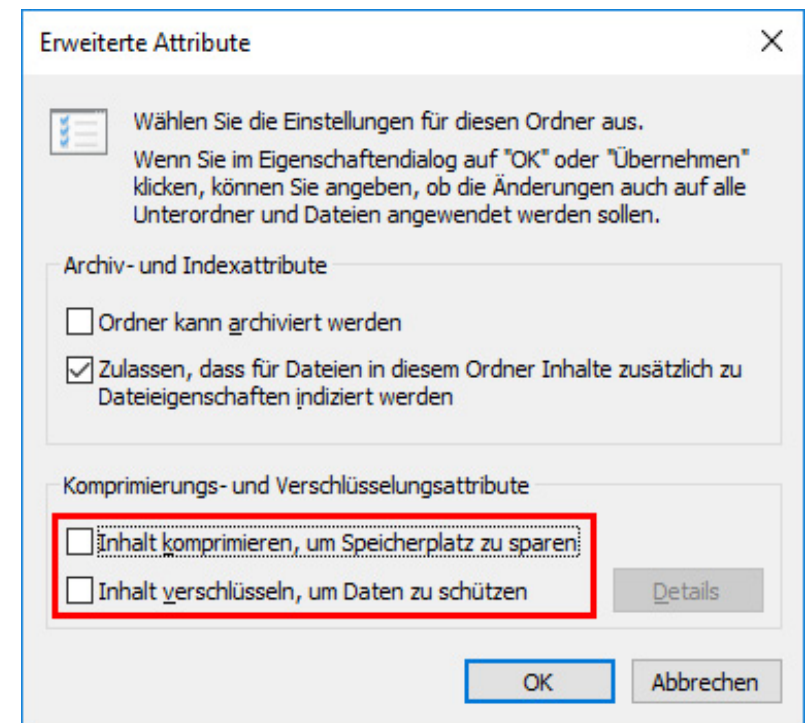 Erweiterte Attribute
Wählen Sie die Einstellungen für diesen Ordner aus.
Wenn Sie im Eigenschaftendialog auf "OK" oder "Übernehmen"
klicken, können Sie angeben, ob die Änderungen auch auf alle
Unterordner und Dateien angewendet werden sollen.
Archiv- und Indexattribute
Ordner kann archiviert werden
Zulassen, dass für Dateien in diesem Ordner Inhalte zusätzlich zu
Dateieigenschaften indiziert werden
Komprimierungs- und Verschlüsselungsattribute
Inhalt komprimieren, um Speicherplatz zu sparen
Inhalt verschlüsseln, um Daten zu schützen
Details
OK
Abbrechen